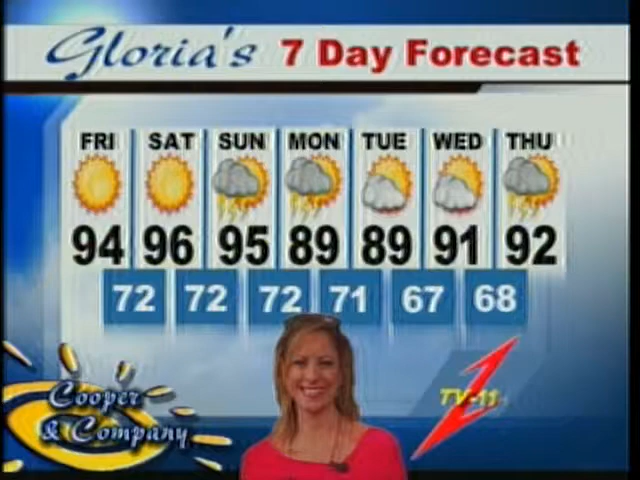 Gloria's 7 Day Forecast
FRI SAT SUN MON TUE WED THU
94 96 95 89 89 91 92
72 72 72 71 67 68
Cooper
& Company
TV-11